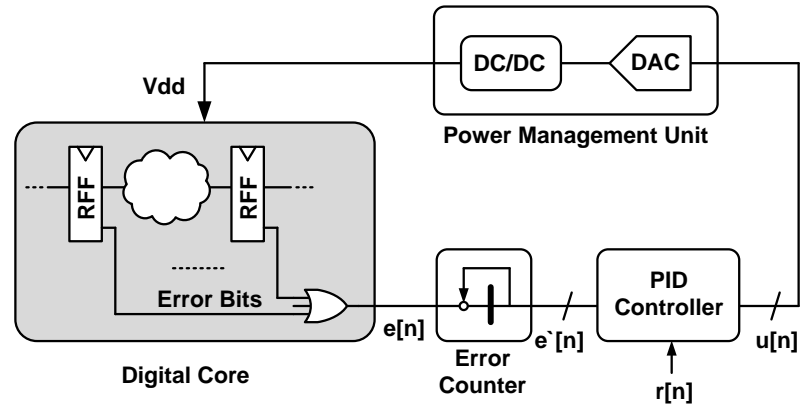 DC/DC
DAC
Vdd
Power Management Unit
RFF
RFF
Error Bits
e[n]
Error
Counter
e`[n]
PID
Controller
u[n]
r[n]
Digital Core